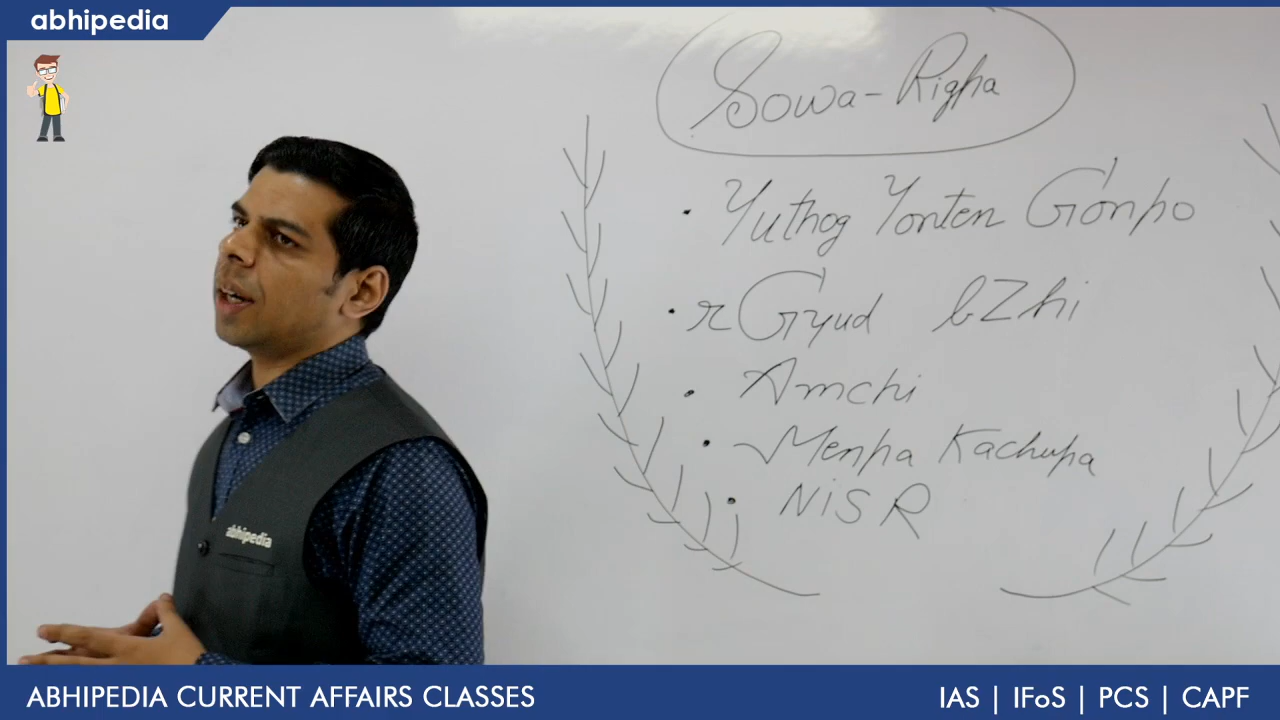 abhipedia
Sowa-Rigpa
• Yuthog Yonten Gonpo
• rGyud bZhi
• Amchi
• Menpa Kachupa
• NiSR
abhipedia
ABHIPEDIA CURRENT AFFAIRS CLASSES
IAS | IFoS | PCS | CAPF